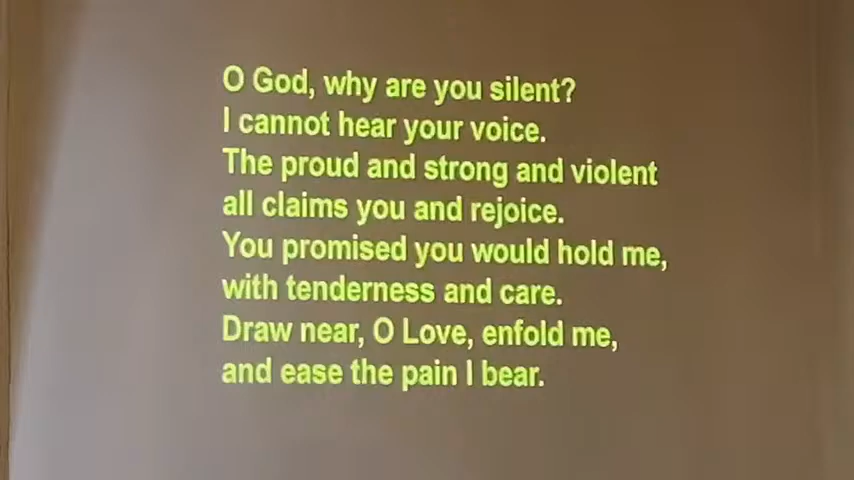 O God, why are you silent?
I cannot hear your voice.
The proud and strong and violent
all claims you and rejoice.
You promised you would hold me,
with tenderness and care.
Draw near, O Love, enfold me,
and ease the pain I bear.